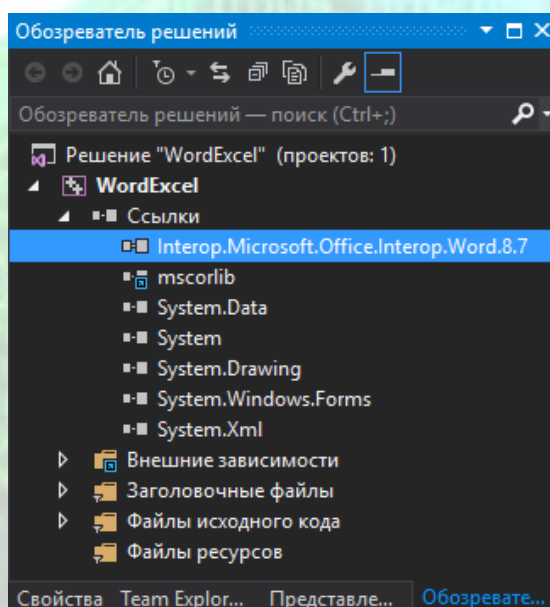 Обозреватель решений
Обозреватель решений — поиск (Ctrl+;)
Решение "WordExcel" (проектов: 1)
WordExcel
Ссылки
Interop.Microsoft.Office.Interop.Word.8.7
mscorlib
System.Data
System
System.Drawing
System.Windows.Forms
System.Xml
Внешние зависимости
Заголовочные файлы
Файлы исходного кода
Файлы ресурсов
Свойства Team Explor... Представле... Обозревате...